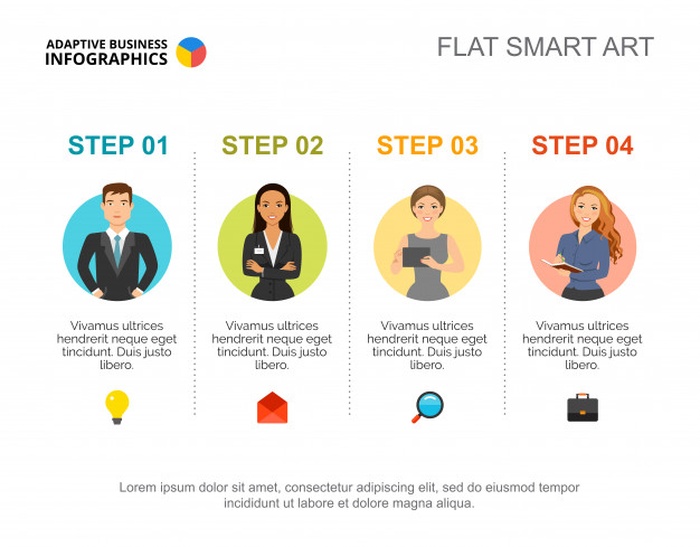 ADAPTIVE BUSINESS
INFOGRAPHICS
FLAT SMART ART
STEP 01
Vivamus ultrices
hendrerit neque eget
tincidunt. Duis justo
libero.
STEP 02
Vivamus ultrices
hendrerit neque eget
tincidunt. Duis justo
libero.
STEP 03
Vivamus ultrices
hendrerit neque eget
tincidunt. Duis justo
libero.
STEP 04
Vivamus ultrices
hendrerit neque eget
tincidunt. Duis justo
libero.
Lorem ipsum dolor sit amet, consectetur adipiscing elit, sed do eiusmod tempor
incididunt ut labore et dolore magna aliqua.